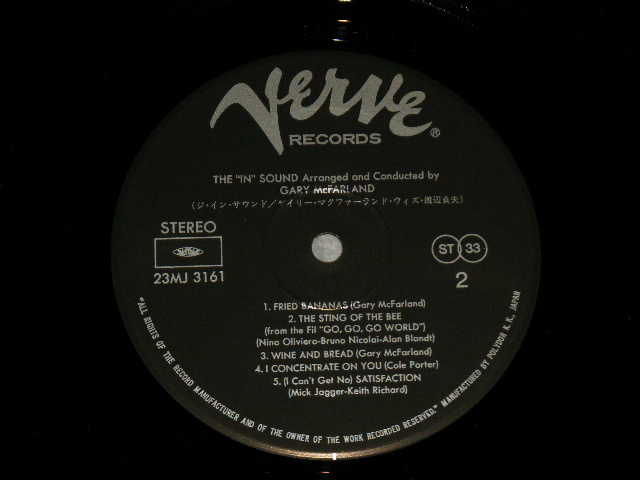 Verve®
RECORDS
THE "IN" SOUND Arranged and Conducted by
GARY McFARLAND
(ジ・イン・サウンド/ゲイリー・マクファーランド・ウィズ・渡辺貞夫)
STEREO
23MJ 3161
ST 33
2
1. FRIED BANANAS (Gary McFarland)
2. THE STING OF THE BEE
(from the Fil "GO, GO, GO WORLD")
(Nino Oliviero-Bruno Nicolai-Alan Blandt)
3. WINE AND BREAD (Gary McFarland)
4. I CONCENTRATE ON YOU (Cole Porter)
5. (I Can't Get No) SATISFACTION
(Mick Jagger-Keith Richard)
"ALL RIGHTS OF THE RECORD MANUFACTURER AND OF THE OWNER OF THE WORK RECORDED RESERVED." MANUFACTURED BY POLYDOR K. K., JAPAN